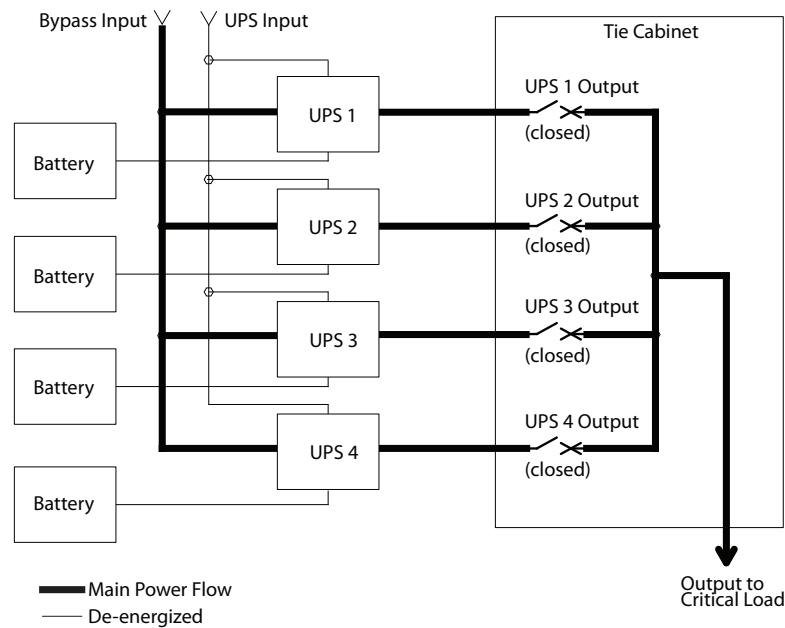 Bypass Input
UPS Input
Tie Cabinet
UPS 1
UPS 1 Output
(closed)
Battery
UPS 2
UPS 2 Output
(closed)
Battery
UPS 3
UPS 3 Output
(closed)
Battery
UPS 4
UPS 4 Output
(closed)
Battery
Main Power Flow
De-energized
Output to
Critical Load